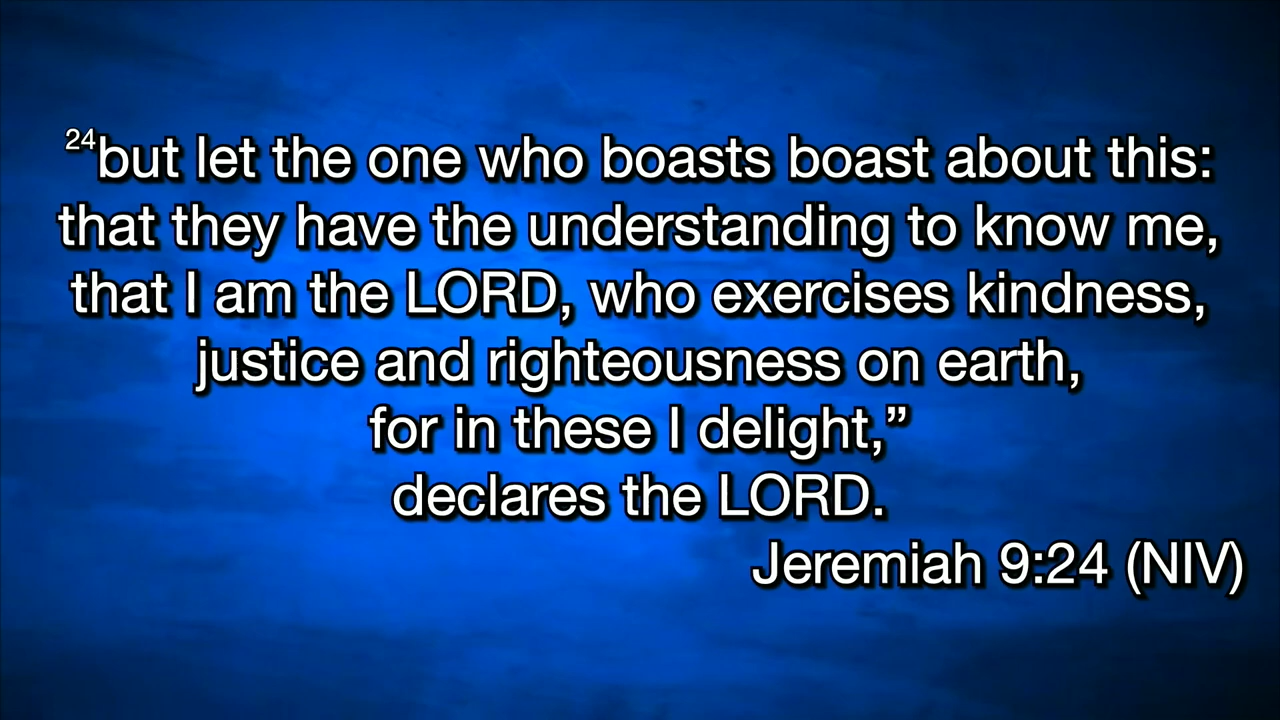 24but let the one who boasts boast about this:
that they have the understanding to know me,
that I am the LORD, who exercises kindness,
justice and righteousness on earth,
for in these I delight,”
declares the LORD.
Jeremiah 9:24 (NIV)